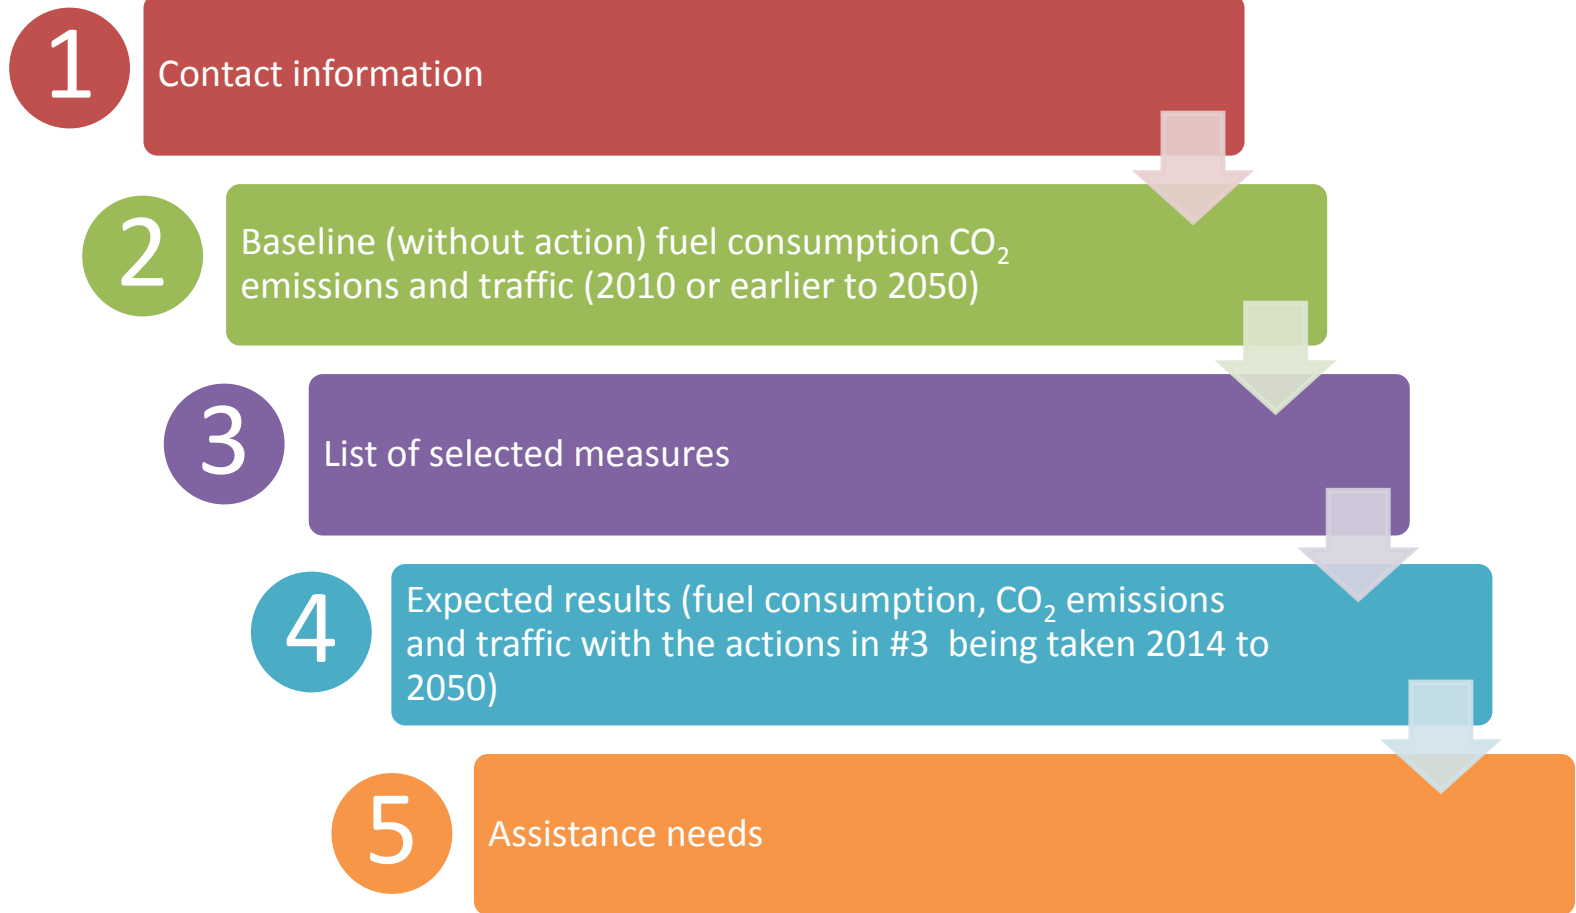 1
Contact information
2
Baseline (without action) fuel consumption CO₂
emissions and traffic (2010 or earlier to 2050)
3
List of selected measures
4
Expected results (fuel consumption, CO₂ emissions
and traffic with the actions in #3  being taken 2014 to
2050)
5
Assistance needs